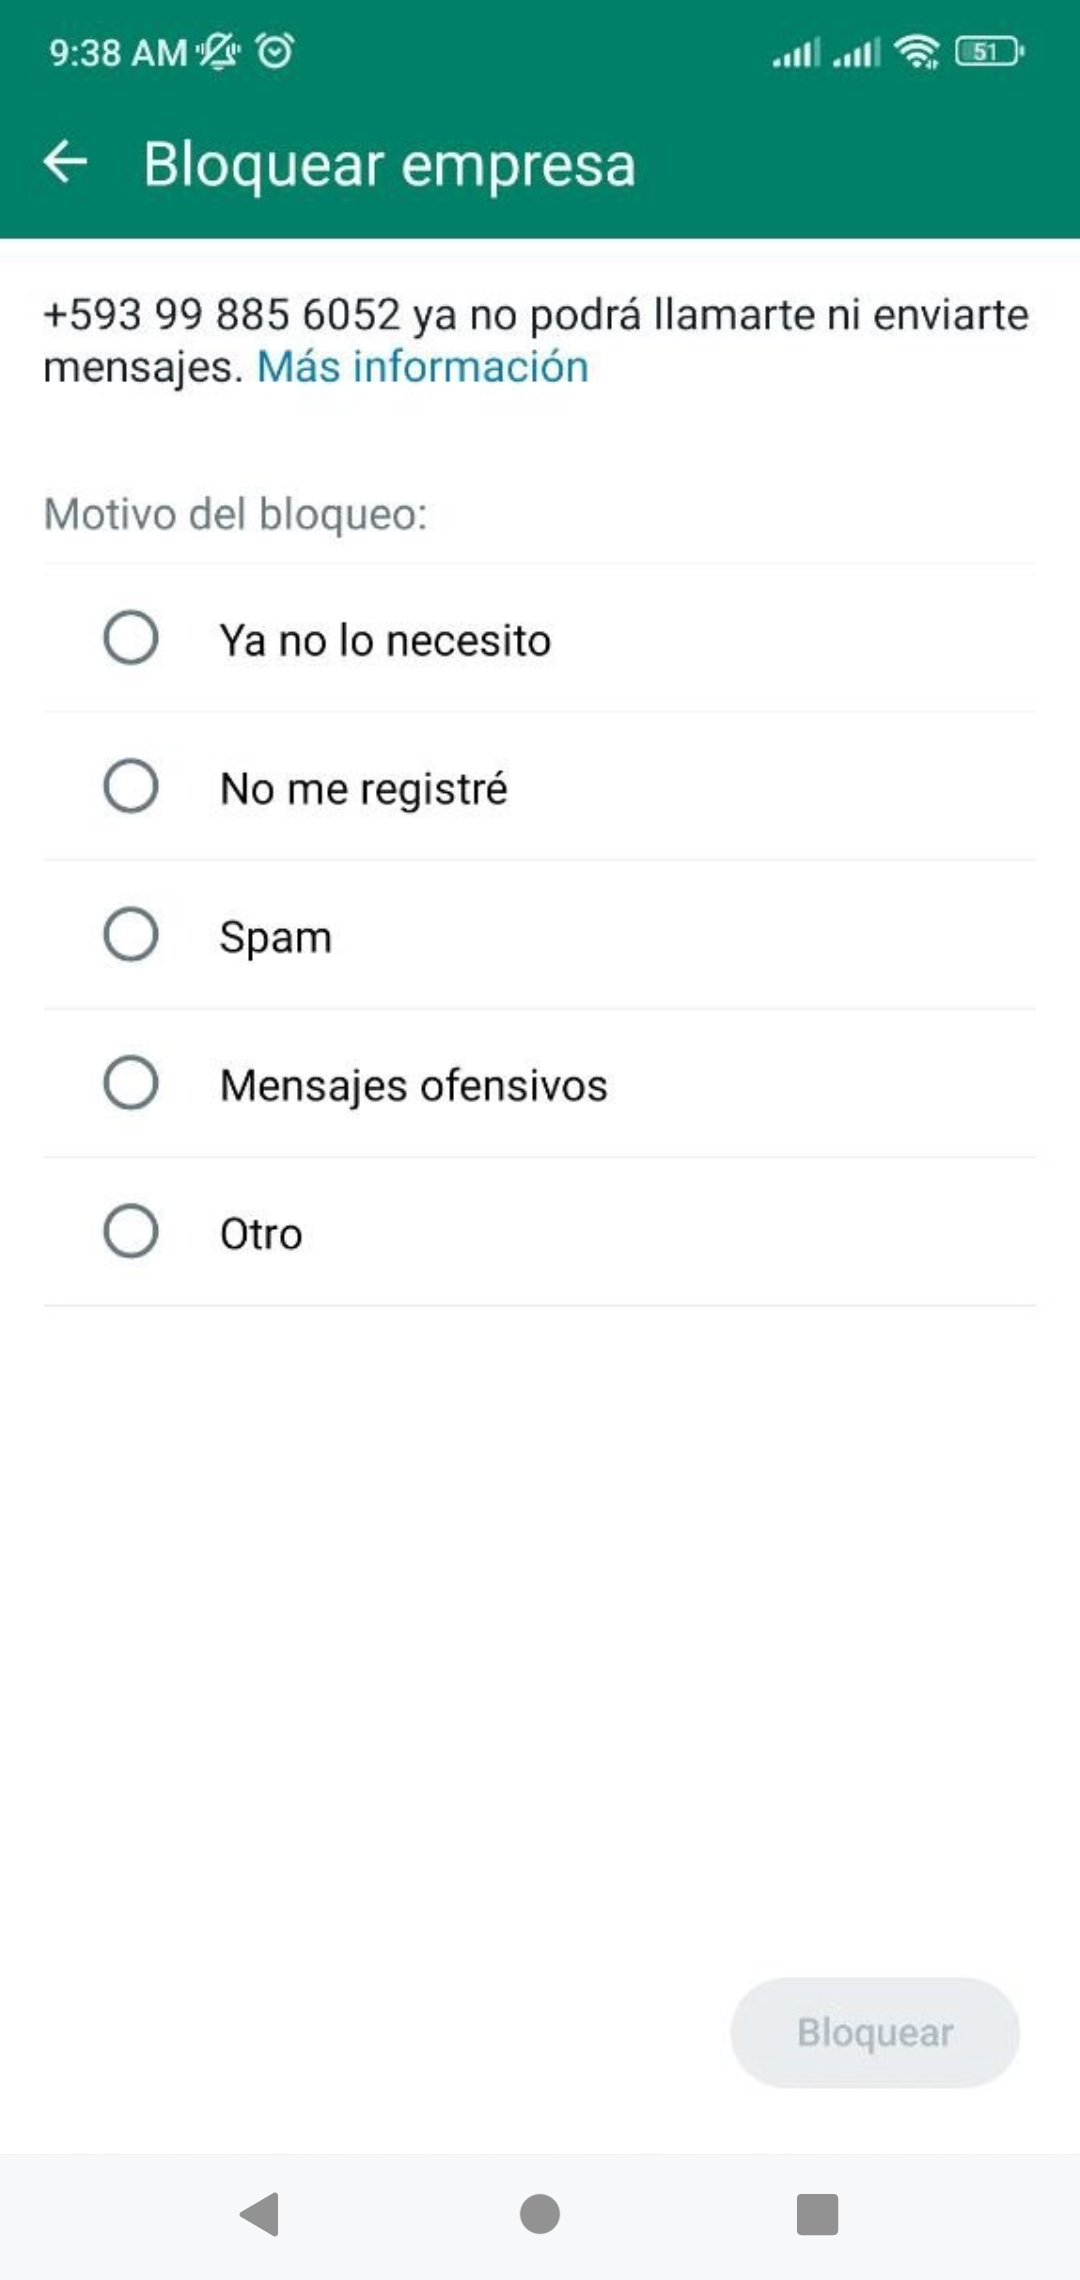 9:38 AM
51
Bloquear empresa
+593 99 885 6052 ya no podrá llamarte ni enviarte
mensajes. Más información
Motivo del bloqueo:
Ya no lo necesito
No me registré
Spam
Mensajes ofensivos
Otro
Bloquear